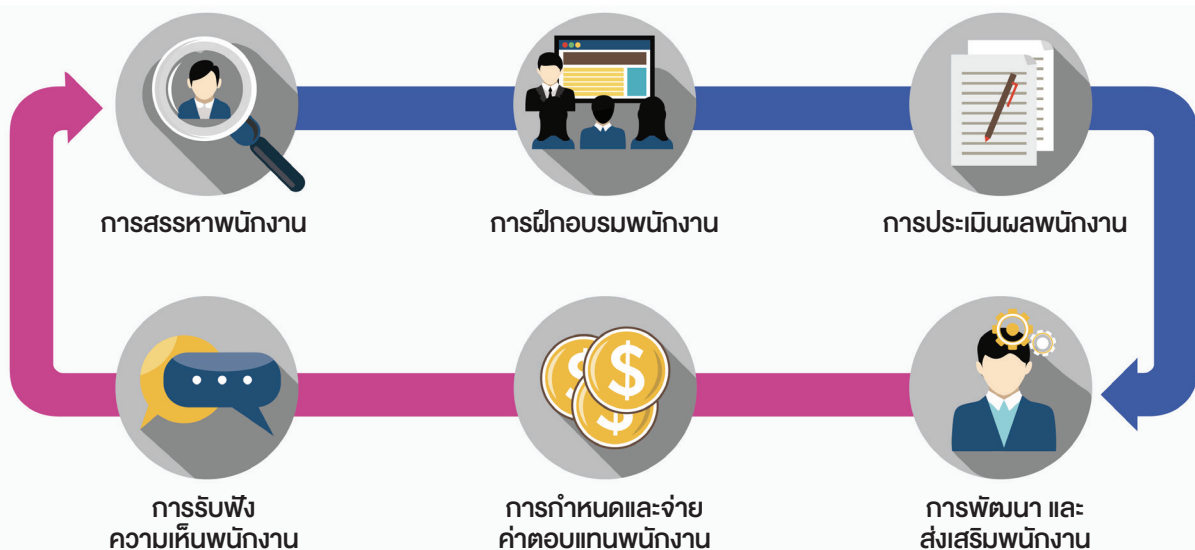 การสรรหาพนักงาน
การฝึกอบรมพนักงาน
การประเมินผลพนักงาน
การรับฟัง
ความเห็นพนักงาน
การกำหนดและจ่าย
ค่าตอบแทนพนักงาน
การพัฒนา และ
ส่งเสริมพนักงาน